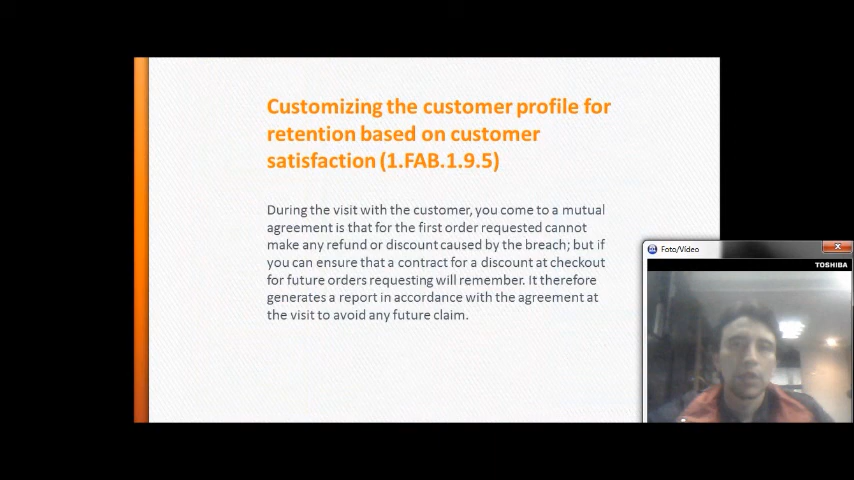 Customizing the customer profile for
retention based on customer
satisfaction (1.FAB.1.9.5)
During the visit with the customer, you come to a mutual
agreement is that for the first order requested cannot
make any refund or discount caused by the breach; but if
you can ensure that a contract for a discount at checkout
for future orders requesting will remember. It therefore
generates a report in accordance with the agreement at
the visit to avoid any future claim.
Foto/Vídeo
TOSHIBA